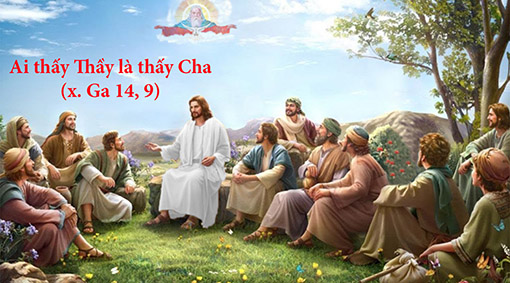 Ai thấy Thầy là thấy Cha
(x. Ga 14, 9)